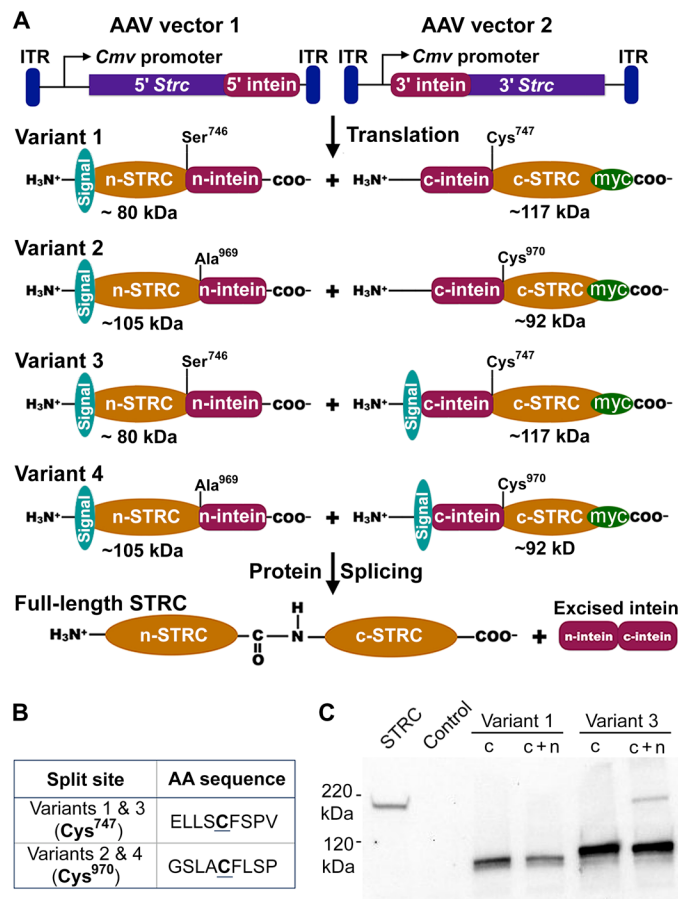 A
AAV vector 1
AAV vector 2
ITR
Cmv promoter
ITR
ITR
Cmv promoter
ITR
5' Strc
5' intein
3' intein
3' Strc
Translation
Variant 1
Ser746
Cys747
H₃N⁺
Signal
n-STRC
n-intein
COO⁻
+
H₃N⁺
c-intein
c-STRC
myc
COO⁻
~ 80 kDa
~117 kDa
Variant 2
Ala969
Cys970
H₃N⁺
Signal
n-STRC
n-intein
COO⁻
+
H₃N⁺
c-intein
c-STRC
myc
COO⁻
~105 kDa
~92 kDa
Variant 3
Ser746
Cys747
H₃N⁺
Signal
n-STRC
n-intein
COO⁻
+
H₃N⁺
Signal
c-intein
c-STRC
myc
COO⁻
~ 80 kDa
~117 kDa
Variant 4
Ala969
Cys970
H₃N⁺
Signal
n-STRC
n-intein
COO⁻
+
H₃N⁺
Signal
c-intein
c-STRC
myc
COO⁻
~105 kDa
~92 kD
Protein Splicing
Full-length STRC
Excised intein
H₃N⁺
n-STRC
C
O
H
N
c-STRC
COO⁻
+
n-intein
c-intein
B
Split site
AA sequence
Variants 1 & 3
(Cys747)
ELLSCFSPV
Variants 2 & 4
(Cys970)
GSLACFLSP
C
STRC
Control
Variant 1
Variant 3
c
c + n
c
c + n
220
kDa
120
kDa